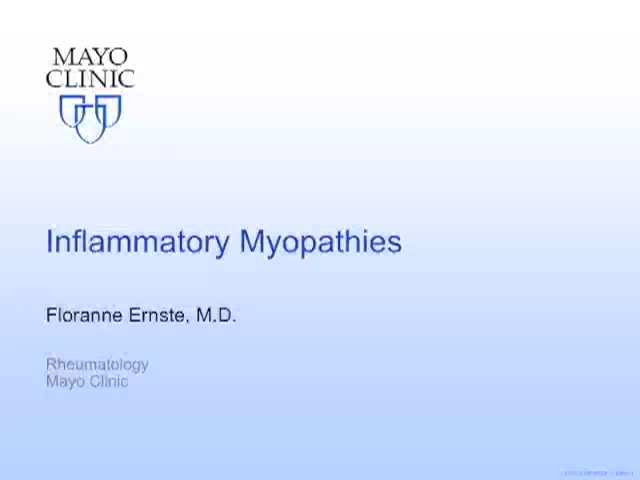 MAYO
CLINIC
Inflammatory Myopathies
Floranne Ernste, M.D.
Rheumatology
Mayo Clinic